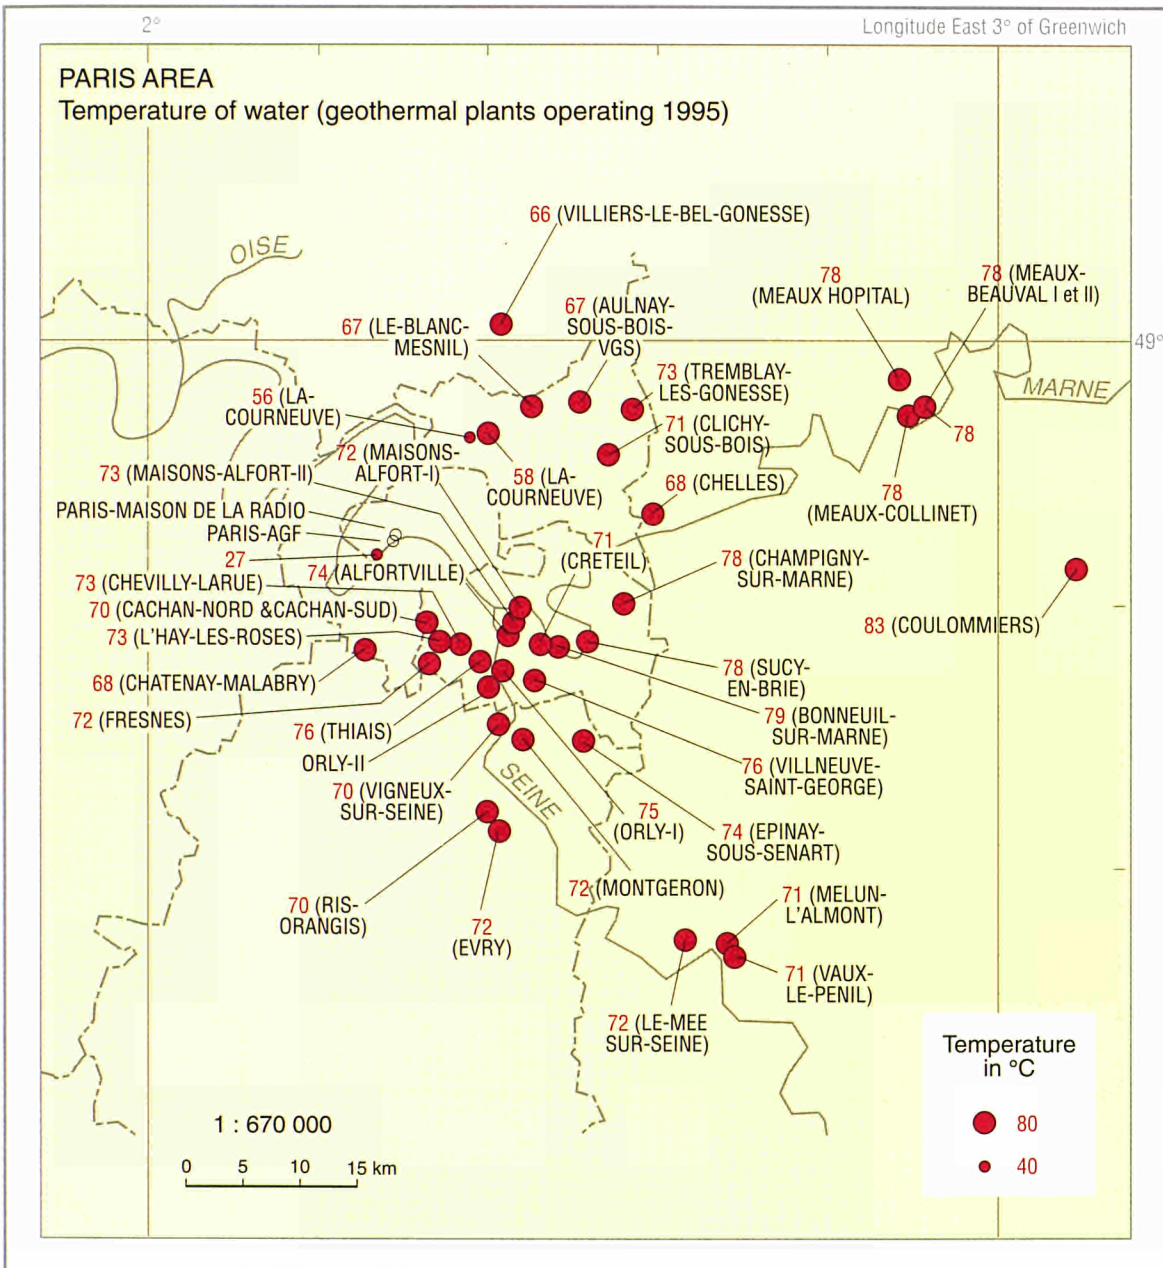 2°
Longitude East 3° of Greenwich
PARIS AREA
Temperature of water (geothermal plants operating 1995)
66 (VILLIERS-LE-BEL-GONESSE)
OISE
78
(MEAUX HOPITAL)
78 (MEAUX-
BEAUVAL I et II)
67 (LE-BLANC-
MESNIL)
67 (AULNAY-
SOUS-BOIS-
VGS)
49°
MARNE
73 (TREMBLAY-
LES-GONESSE)
56 (LA-
COURNEUVE)
71 (CLICHY-
SOUS-BOIS)
78
72 (MAISONS-
ALFORT-I)
73 (MAISONS-ALFORT-II)
58 (LA-
COURNEUVE)
68 (CHELLES)
78
(MEAUX-COLLINET)
PARIS-MAISON DE LA RADIO
PARIS-AGF
27
71
(CRETEIL)
74 (ALFORTVILLE)
78 (CHAMPIGNY-
SUR-MARNE)
73 (CHEVILLY-LARUE)
70 (CACHAN-NORD &CACHAN-SUD)
83 (COULOMMIERS)
73 (L'HAY-LES-ROSES)
68 (CHATENAY-MALABRY)
78 (SUCY-
EN-BRIE)
72 (FRESNES)
76 (THIAIS)
79 (BONNEUIL-
SUR-MARNE)
ORLY-II
76 (VILLNEUVE-
SAINT-GEORGE)
70 (VIGNEUX-
SUR-SEINE)
SEINE
75
(ORLY-I)
74 (EPINAY-
SOUS-SENART)
72 (MONTGERON)
70 (RIS-
ORANGIS)
72
(EVRY)
71 (MELUN-
L'ALMONT)
71 (VAUX-
LE-PENIL)
72 (LE-MEE
SUR-SEINE)
Temperature
in °C
80
40
1 : 670 000
0 5 10 15 km